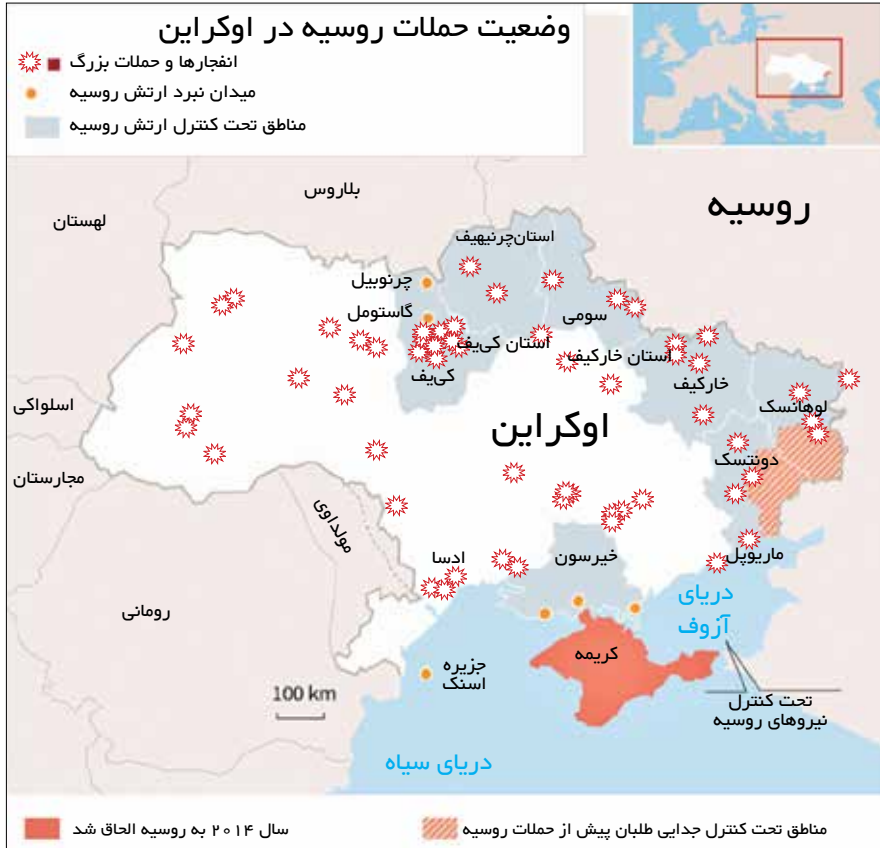 وضعیت حملات روسیه در اوکراین
انفجارها و حملات بزرگ
میدان نبرد ارتش روسیه
مناطق تحت کنترل ارتش روسیه
بلاروس
روسیه
لهستان
استان‌چرنیهیف
چرنوبیل
گاستومل
سومی
استان کی‌یف
استان خارکیف
کی‌یف
خارکیف
لوهانسک
اسلواکی
اوکراین
دونتسک
مجارستان
مولداوی
ماریوپل
خیرسون
ادسا
دریای
آزوف
رومانی
کریمه
جزیره
اسنک
100 km
تحت کنترل
نیروهای روسیه
دریای سیاه
مناطق تحت کنترل جدایی طلبان پیش از حملات روسیه
سال ۲۰۱۴ به روسیه الحاق شد